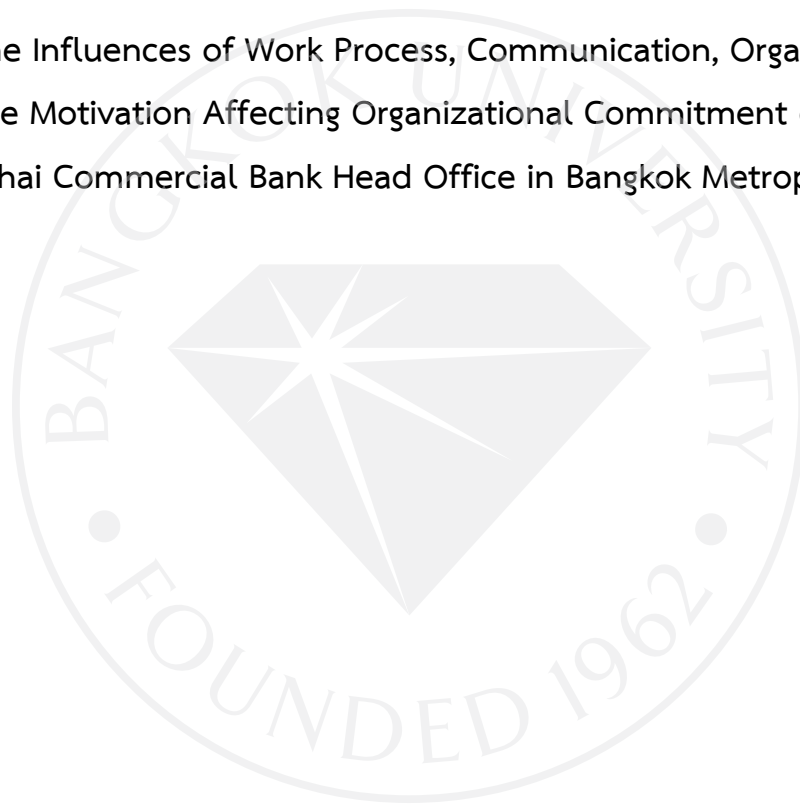 e Influences of Work Process, Communication, Orga
e Motivation Affecting Organizational Commitment
hai Commercial Bank Head Office in Bangkok Metrop
BANGKOK UNIVERSITY
• FOUNDED 1962 •